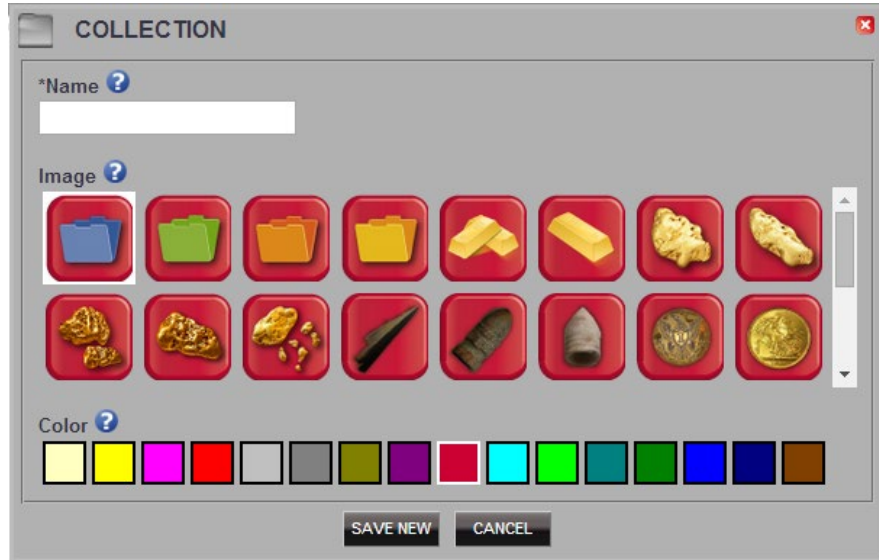 COLLECTION
*Name ?
Image ?
Color ?
SAVE NEW CANCEL